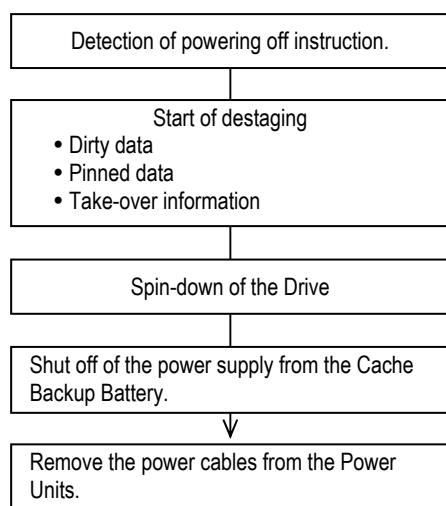 Detection of powering off instruction.
Start of destaging
• Dirty data
• Pinned data
• Take-over information
Spin-down of the Drive
Shut off of the power supply from the Cache
Backup Battery.
Remove the power cables from the Power
Units.